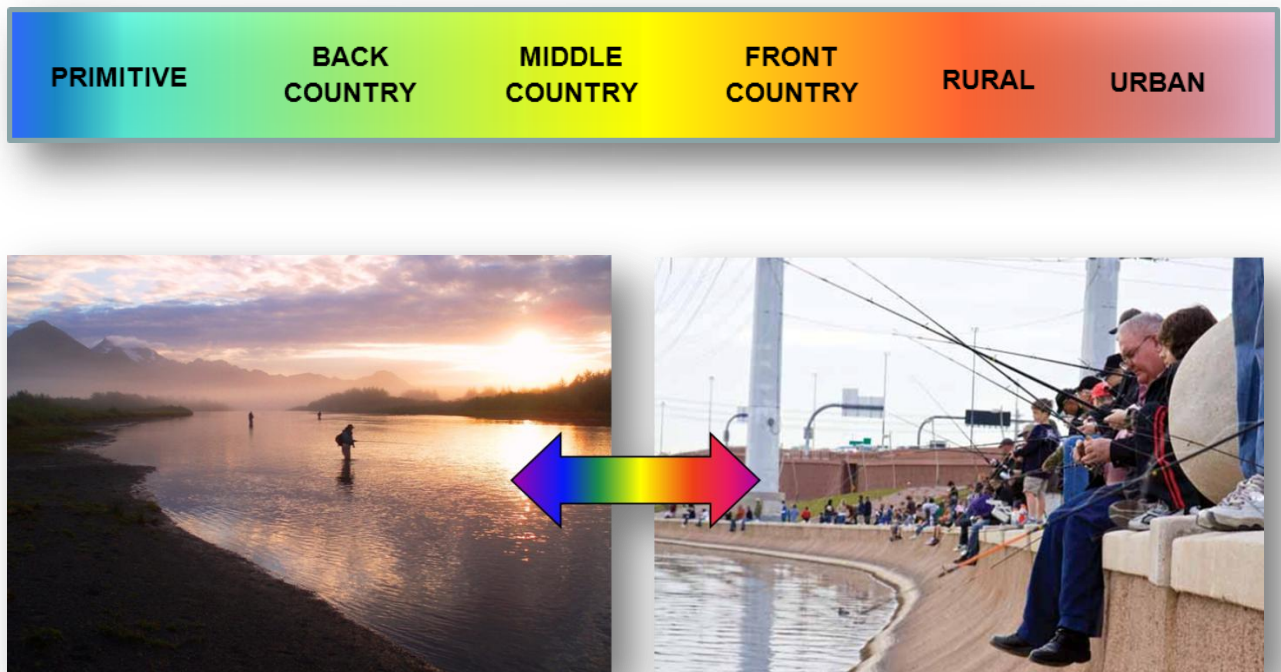 PRIMITIVE
BACK
COUNTRY
MIDDLE
COUNTRY
FRONT
COUNTRY
RURAL
URBAN